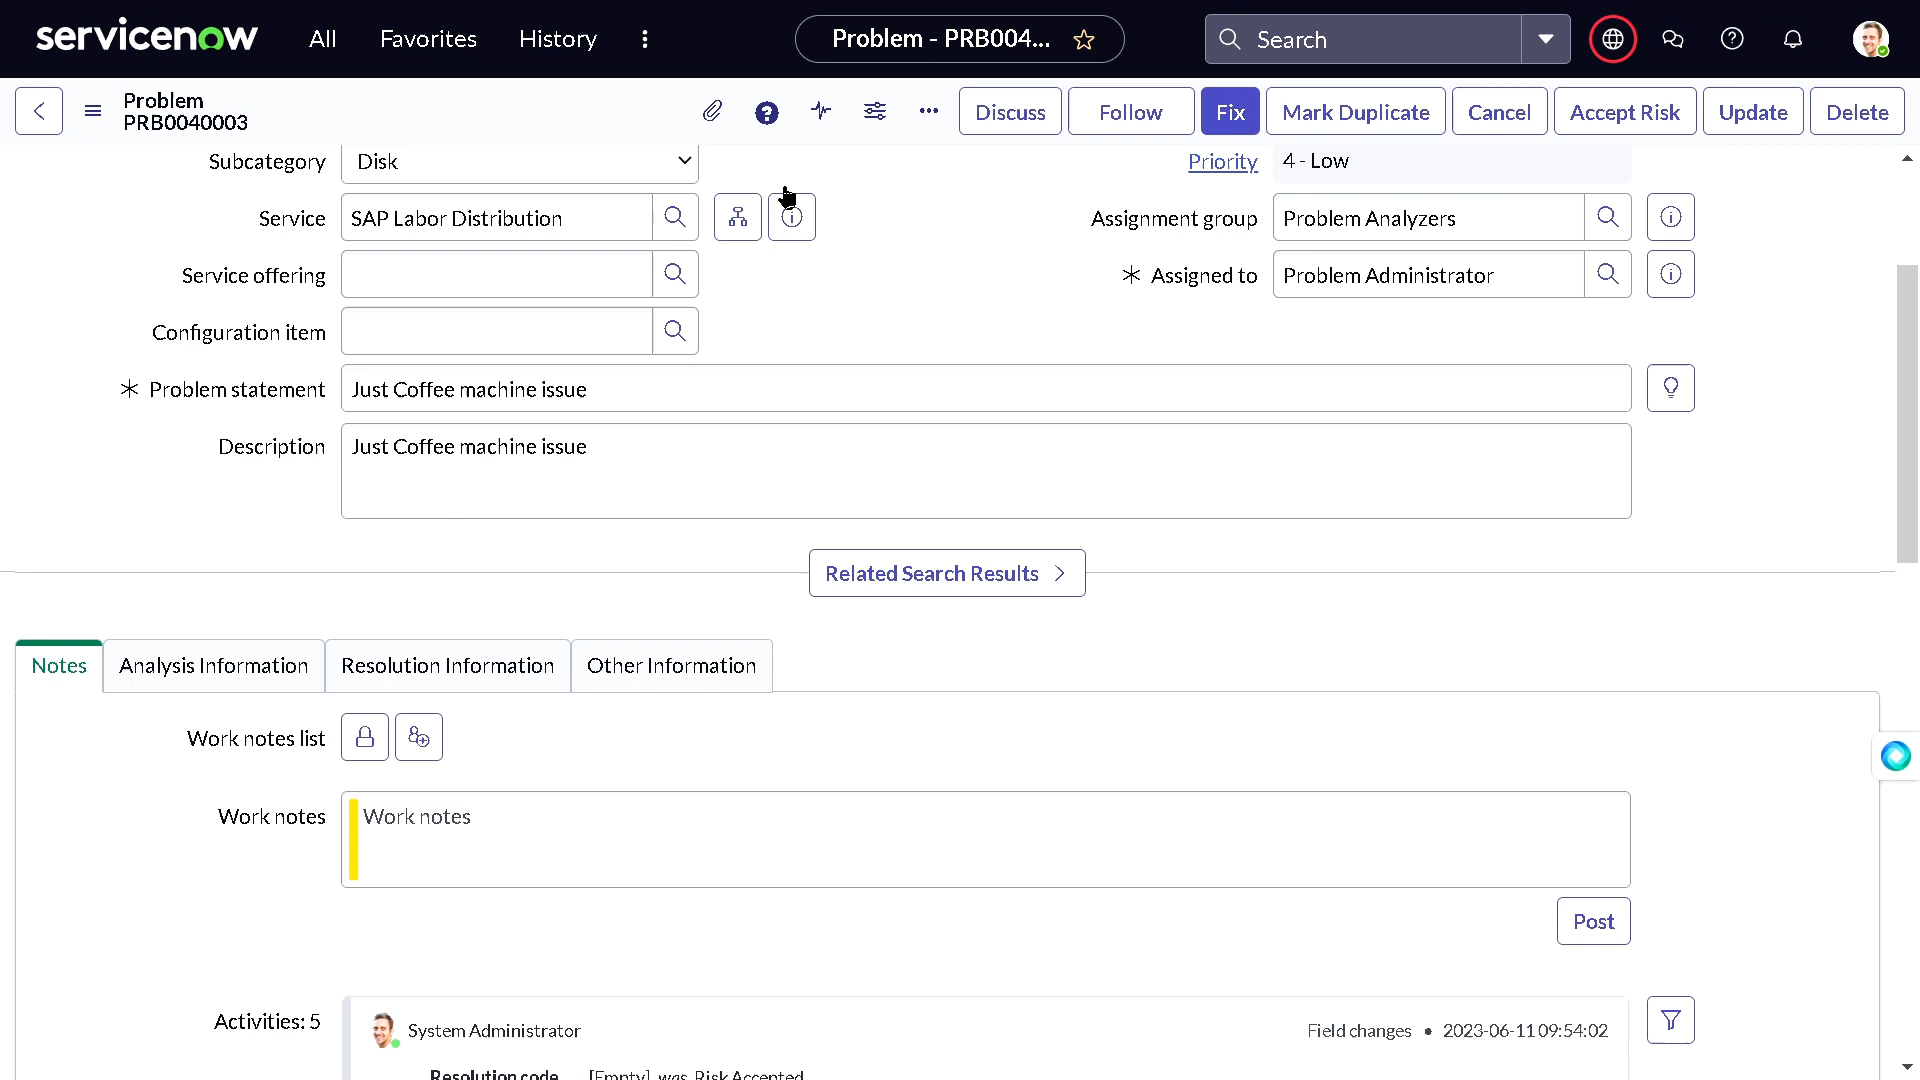 servicenow All Favorites History Problem - PRB004... Search
Problem
PRB0040003
Discuss Follow Fix Mark Duplicate Cancel Accept Risk Update Delete
Subcategory Disk Priority 4 - Low
Service SAP Labor Distribution Assignment group Problem Analyzers
Service offering Assigned to Problem Administrator
Configuration item
Problem statement Just Coffee machine issue
Description Just Coffee machine issue
Related Search Results
Notes Analysis Information Resolution Information Other Information
Work notes list
Work notes Work notes
Post
Activities: 5 System Administrator Field changes • 2023-06-11 09:54:02
Resolution code [Empty] was Risk Accepted